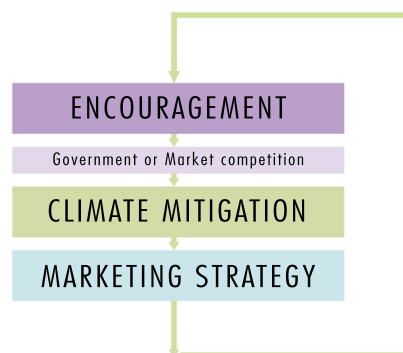 ENCOURAGEMENT
Government or Market competition
CLIMATE MITIGATION
MARKETING STRATEGY